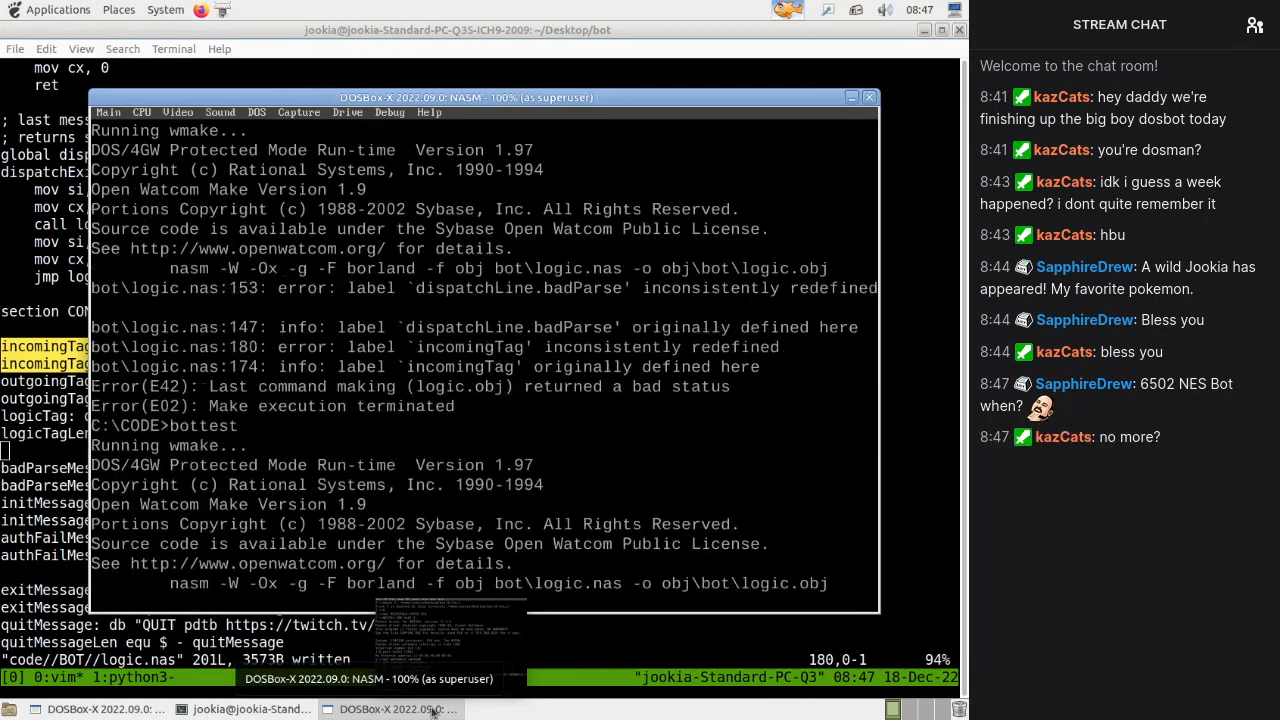 Applications Places System 08:47
jookia@jookia-Standard-PC-Q35-ICH9-2009: ~/Desktop/bot
File Edit View Search Terminal Help
mov cx, 0
ret
; last mess
; returns s
global disp
dispatchEx
mov si,
mov cx,
call lo
mov si,
mov cx,
jmp log
section CON
incomingTag
incomingTag
outgoingTag
outgoingTag
logicTag: d
logicTagLen
badParseMes
badParseMes
initMessage
initMessage
authFailMes
authFailMes
exitMessage
exitMessage
quitMessage: db "QUIT pdtb https://twitch.tv/
quitMessageLen: equ $ - quitMessage
"code//BOT//logic.nas" 201L, 3573B written 180,0-1 94%
[0] 0:vim* 1:python3- "jookia-Standard-PC-Q3" 08:47 18-Dec-22
DOSBox-X 2022.09.0: NASM - 100% (as superuser)
Main CPU Video Sound DOS Capture Drive Debug Help
Running wmake...
DOS/4GW Protected Mode Run-time Version 1.97
Copyright (c) Rational Systems, Inc. 1990-1994
Open Watcom Make Version 1.9
Portions Copyright (c) 1988-2002 Sybase, Inc. All Rights Reserved.
Source code is available under the Sybase Open Watcom Public License.
See http://www.openwatcom.org/ for details.
nasm -W -Ox -g -F borland -f obj bot\logic.nas -o obj\bot\logic.obj
bot\logic.nas:153: error: label `dispatchLine.badParse' inconsistently redefined
bot\logic.nas:147: info: label `dispatchLine.badParse' originally defined here
bot\logic.nas:180: error: label `incomingTag' inconsistently redefined
bot\logic.nas:174: info: label `incomingTag' originally defined here
Error(E42): Last command making (logic.obj) returned a bad status
Error(E02): Make execution terminated
C:\CODE>bottest
Running wmake...
DOS/4GW Protected Mode Run-time Version 1.97
Copyright (c) Rational Systems, Inc. 1990-1994
Open Watcom Make Version 1.9
Portions Copyright (c) 1988-2002 Sybase, Inc. All Rights Reserved.
Source code is available under the Sybase Open Watcom Public License.
See http://www.openwatcom.org/ for details.
nasm -W -Ox -g -F borland -f obj bot\logic.nas -o obj\bot\logic.obj
DOSBox-X 2022.09.0: NASM - 100% (as superuser)
DOSBox-X 2022.09.0: ... jookia@jookia-Stand... DOSBox-X 2022.09.0: ...
STREAM CHAT
Welcome to the chat room!
8:41 kazCats: hey daddy we're
finishing up the big boy dosbot today
8:41 kazCats: you're dosman?
8:43 kazCats: idk i guess a week
happened? i dont quite remember it
8:43 kazCats: hbu
8:44 SapphireDrew: A wild Jookia has
appeared! My favorite pokemon.
8:44 SapphireDrew: Bless you
8:44 kazCats: bless you
8:47 SapphireDrew: 6502 NES Bot
when?
8:47 kazCats: no more?